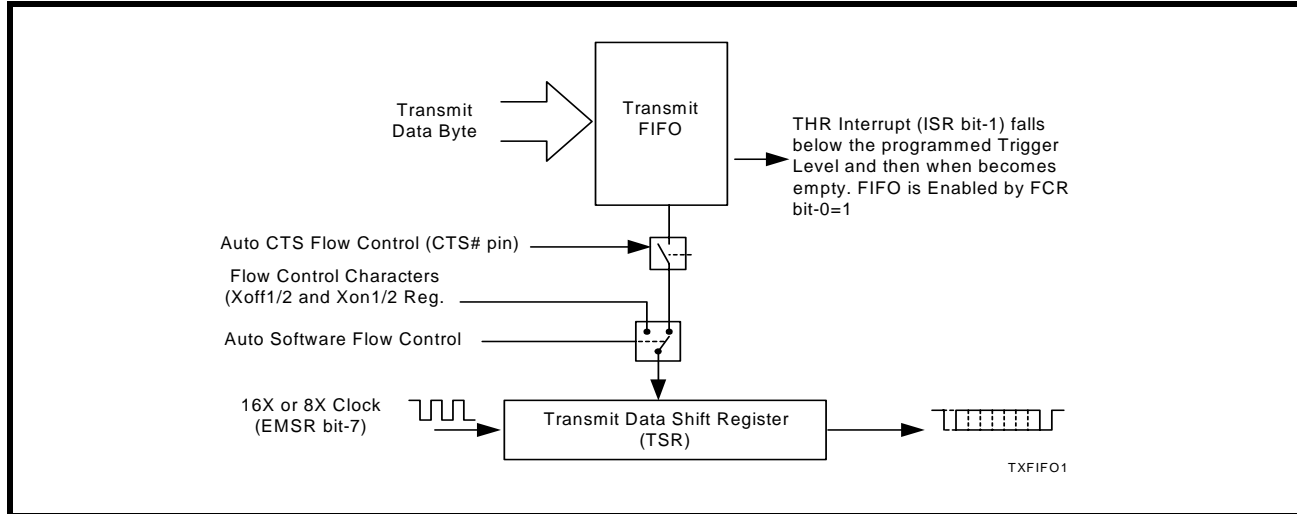 Transmit
Data Byte
Transmit
FIFO
THR Interrupt (ISR bit-1) falls
below the programmed Trigger
Level and then when becomes
empty. FIFO is Enabled by FCR
bit-0=1
Auto CTS Flow Control (CTS# pin)
Flow Control Characters
(Xoff1/2 and Xon1/2 Reg.
Auto Software Flow Control
16X or 8X Clock
(EMSR bit-7)
Transmit Data Shift Register
(TSR)
TXFIFO1